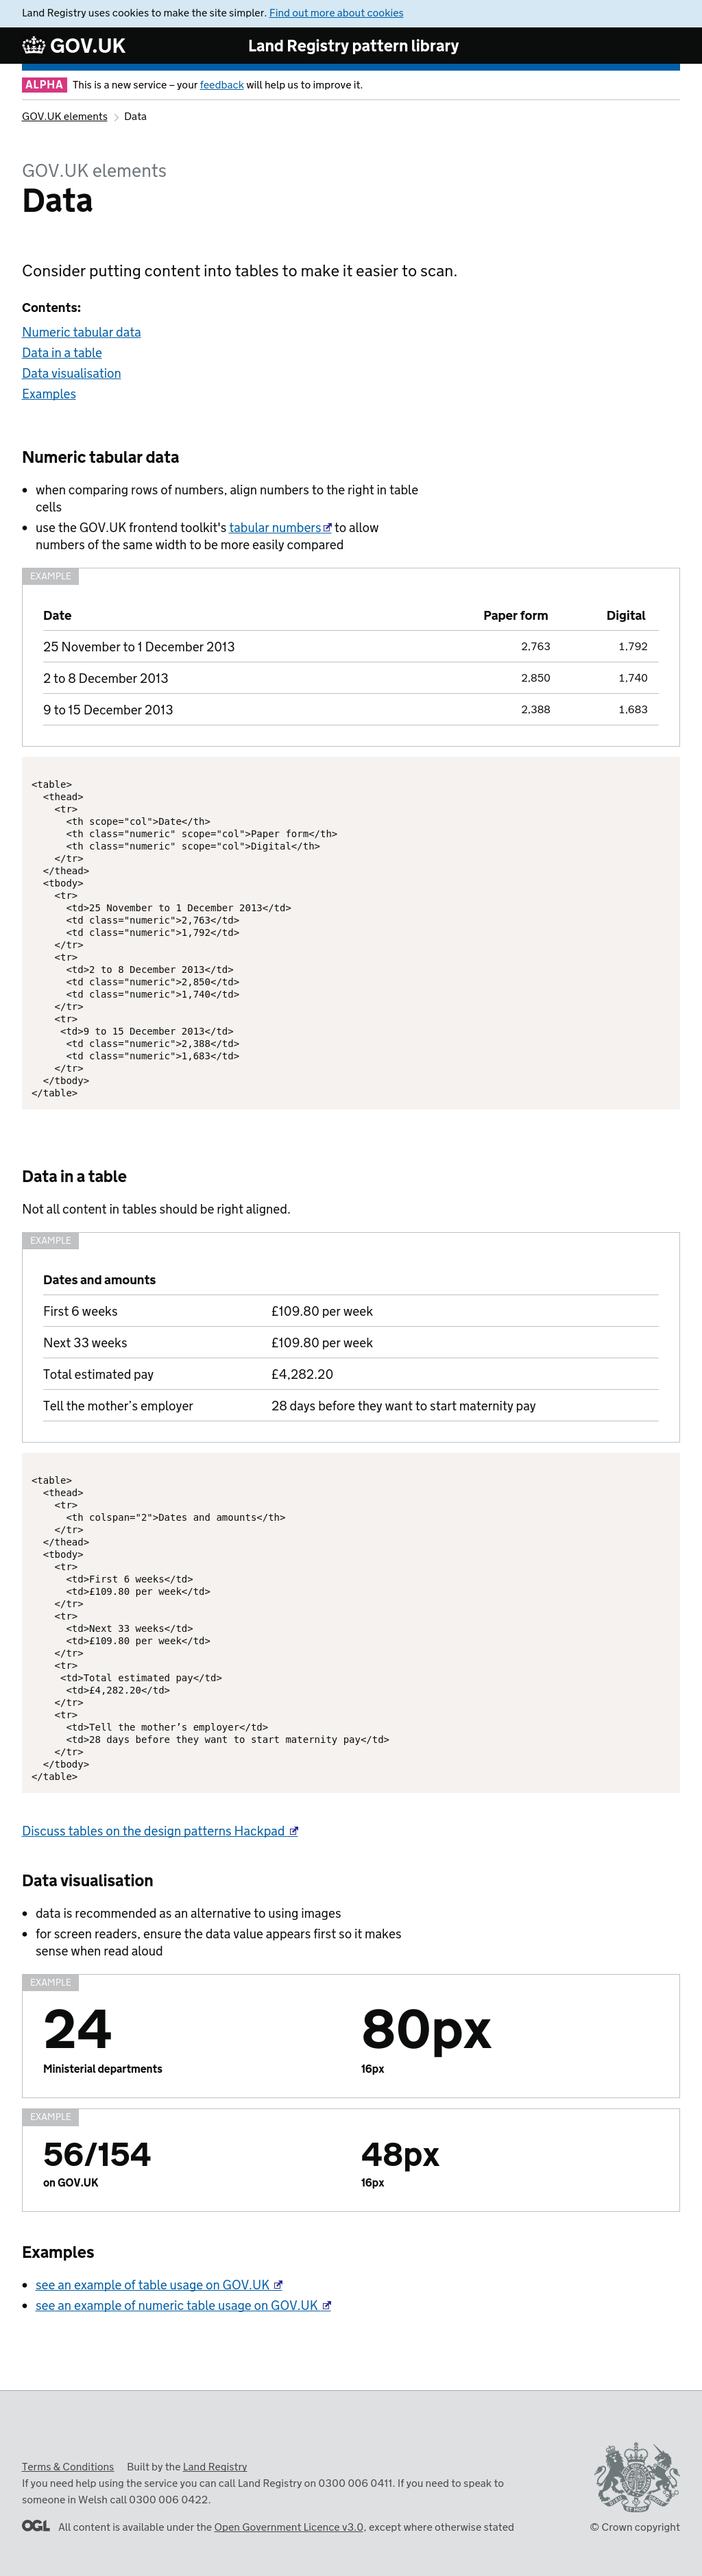 Land Registry uses cookies to make the site simpler. Find out more about cookies
GOV.UK
Land Registry pattern library
ALPHA This is a new service – your feedback will help us to improve it.
GOV.UK elements
Data
GOV.UK elements
Data
Consider putting content into tables to make it easier to scan.
Contents:
Numeric tabular data
Data in a table
Data visualisation
Examples
Numeric tabular data
• when comparing rows of numbers, align numbers to the right in table
cells
• use the GOV.UK frontend toolkit's tabular numbers to allow
numbers of the same width to be more easily compared
EXAMPLE
Date Paper form Digital
25 November to 1 December 2013 2,763 1,792
2 to 8 December 2013 2,850 1,740
9 to 15 December 2013 2,388 1,683
<table>
  <thead>
    <tr>
      <th scope="col">Date</th>
      <th class="numeric" scope="col">Paper form</th>
      <th class="numeric" scope="col">Digital</th>
    </tr>
  </thead>
  <tbody>
    <tr>
      <td>25 November to 1 December 2013</td>
      <td class="numeric">2,763</td>
      <td class="numeric">1,792</td>
    </tr>
    <tr>
      <td>2 to 8 December 2013</td>
      <td class="numeric">2,850</td>
      <td class="numeric">1,740</td>
    </tr>
    <tr>
     <td>9 to 15 December 2013</td>
      <td class="numeric">2,388</td>
      <td class="numeric">1,683</td>
    </tr>
  </tbody>
</table>
Data in a table
Not all content in tables should be right aligned.
EXAMPLE
Dates and amounts
First 6 weeks £109.80 per week
Next 33 weeks £109.80 per week
Total estimated pay £4,282.20
Tell the mother’s employer 28 days before they want to start maternity pay
<table>
  <thead>
    <tr>
      <th colspan="2">Dates and amounts</th>
    </tr>
  </thead>
  <tbody>
    <tr>
      <td>First 6 weeks</td>
      <td>£109.80 per week</td>
    </tr>
    <tr>
      <td>Next 33 weeks</td>
      <td>£109.80 per week</td>
    </tr>
    <tr>
     <td>Total estimated pay</td>
      <td>£4,282.20</td>
    </tr>
    <tr>
      <td>Tell the mother’s employer</td>
      <td>28 days before they want to start maternity pay</td>
    </tr>
  </tbody>
</table>
Discuss tables on the design patterns Hackpad
Data visualisation
• data is recommended as an alternative to using images
• for screen readers, ensure the data value appears first so it makes
sense when read aloud
EXAMPLE
24 80px
Ministerial departments 16px
EXAMPLE
56/154 48px
on GOV.UK 16px
Examples
• see an example of table usage on GOV.UK
• see an example of numeric table usage on GOV.UK
Terms & Conditions Built by the Land Registry
If you need help using the service you can call Land Registry on 0300 006 0411. If you need to speak to
someone in Welsh call 0300 006 0422.
OGL All content is available under the Open Government Licence v3.0, except where otherwise stated
© Crown copyright